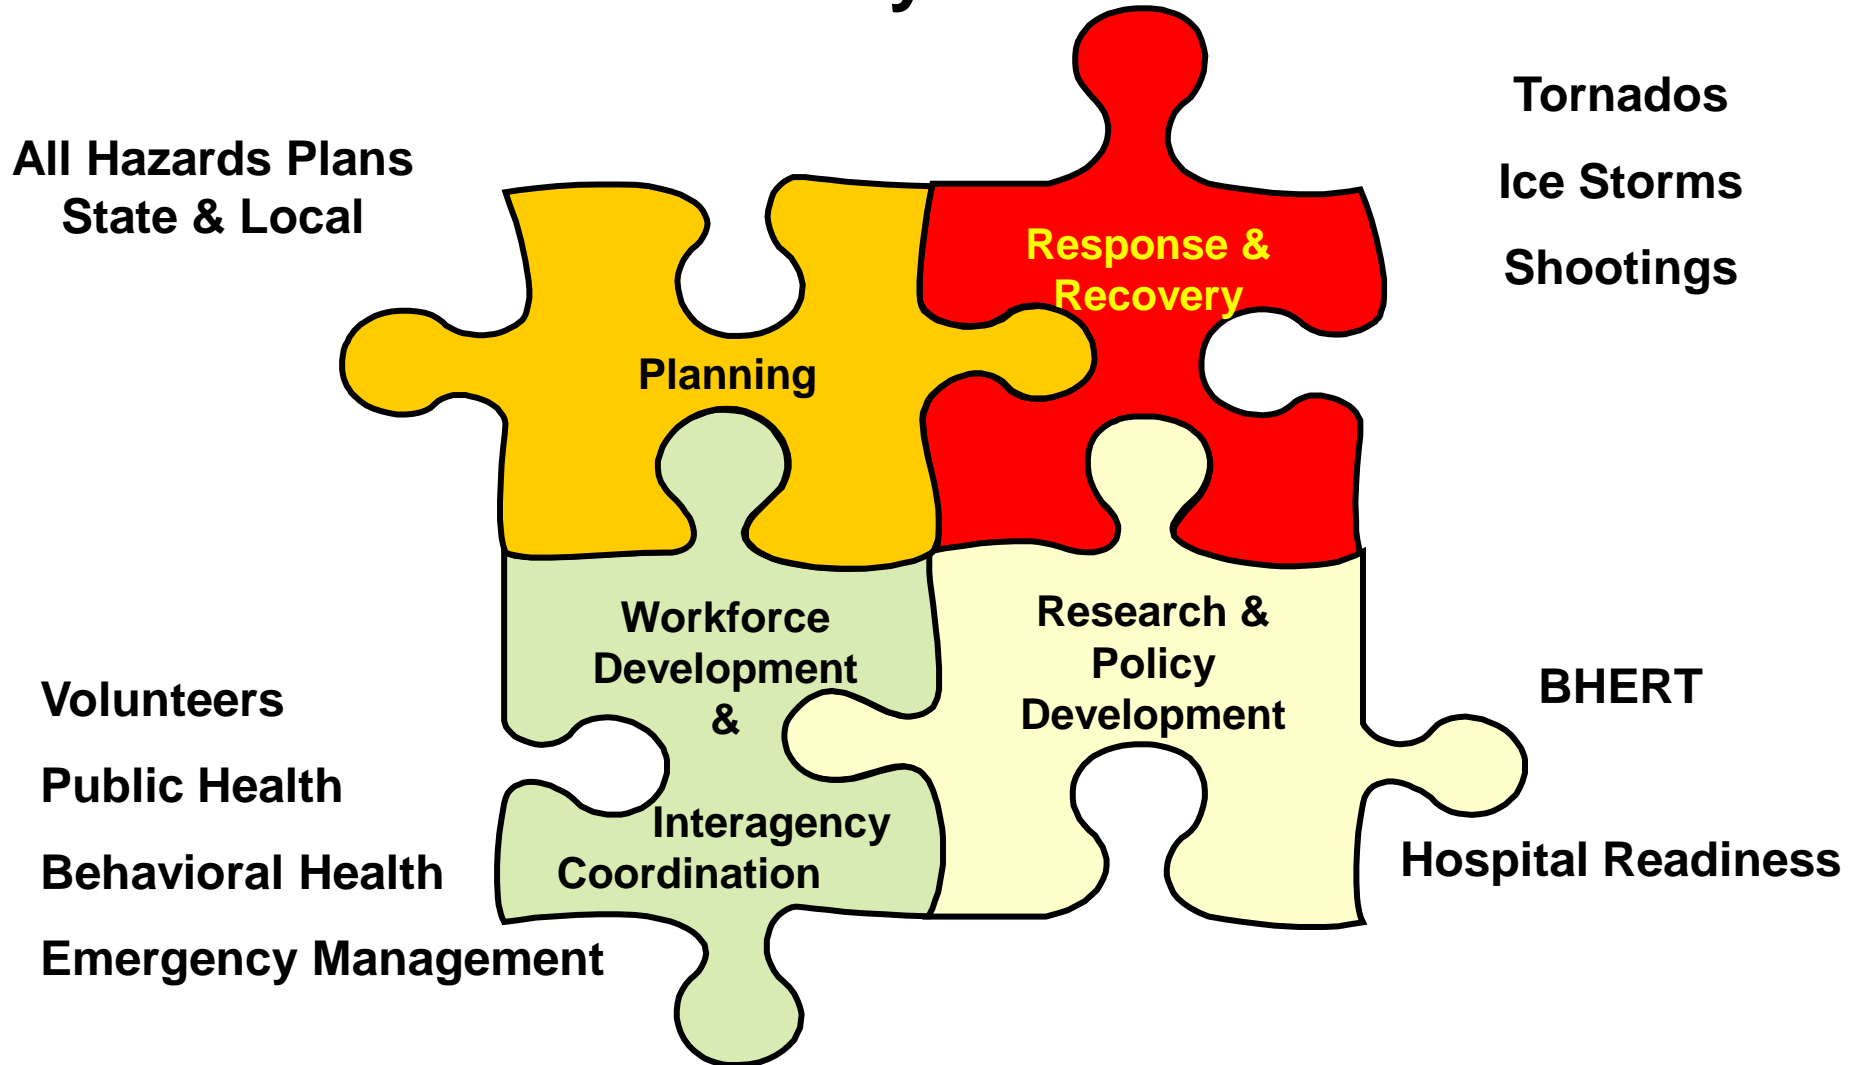 All Hazards Plans
State & Local
Tornados
Ice Storms
Shootings
Response &
Recovery
Planning
Workforce
Development
&
Interagency
Coordination
Research &
Policy
Development
Volunteers
Public Health
Behavioral Health
Emergency Management
BHERT
Hospital Readiness